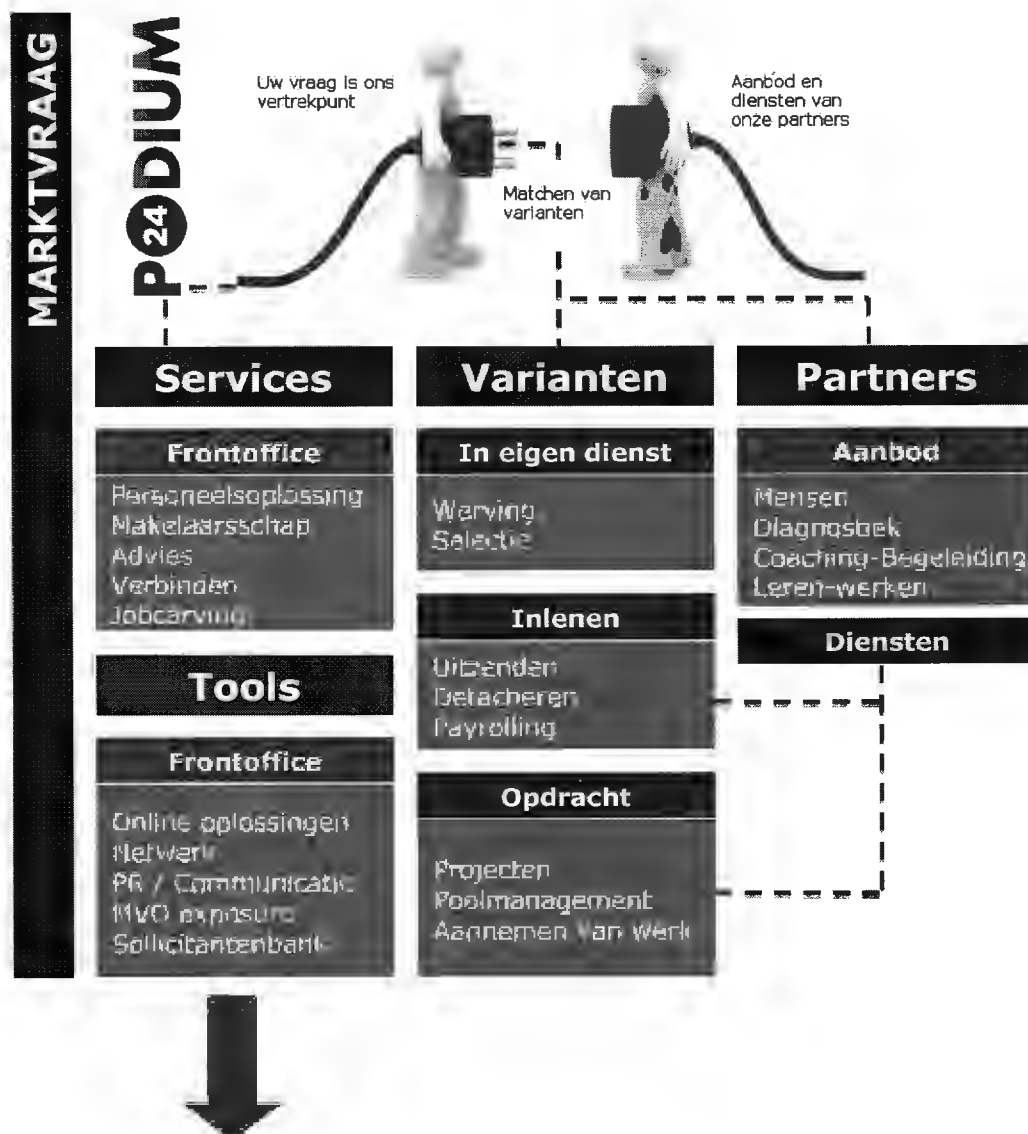 MARKTVRAAG
P24DIUM
Uw vraag is ons
vertrekpunt
Aanbod en
diensten van
onze partners
Matchen van
varianten
Services
Frontoffice
Personeelsoplossing
Makelaarsschap
Advies
Verbinden
Jobcarving
Tools
Frontoffice
Online oplossingen
Netwerk
PR / Communicatie
MVO exposure
Sollicitantenbank
Varianten
In eigen dienst
Werving
Selectie
Inlenen
Uitzenden
Detacheren
Payrolling
Opdracht
Projecten
Poolmanagement
Aannemen Van Werk
Partners
Aanbod
Mensen
Diagnostiek
Coaching-Begeleiding
Leren-werken
Diensten